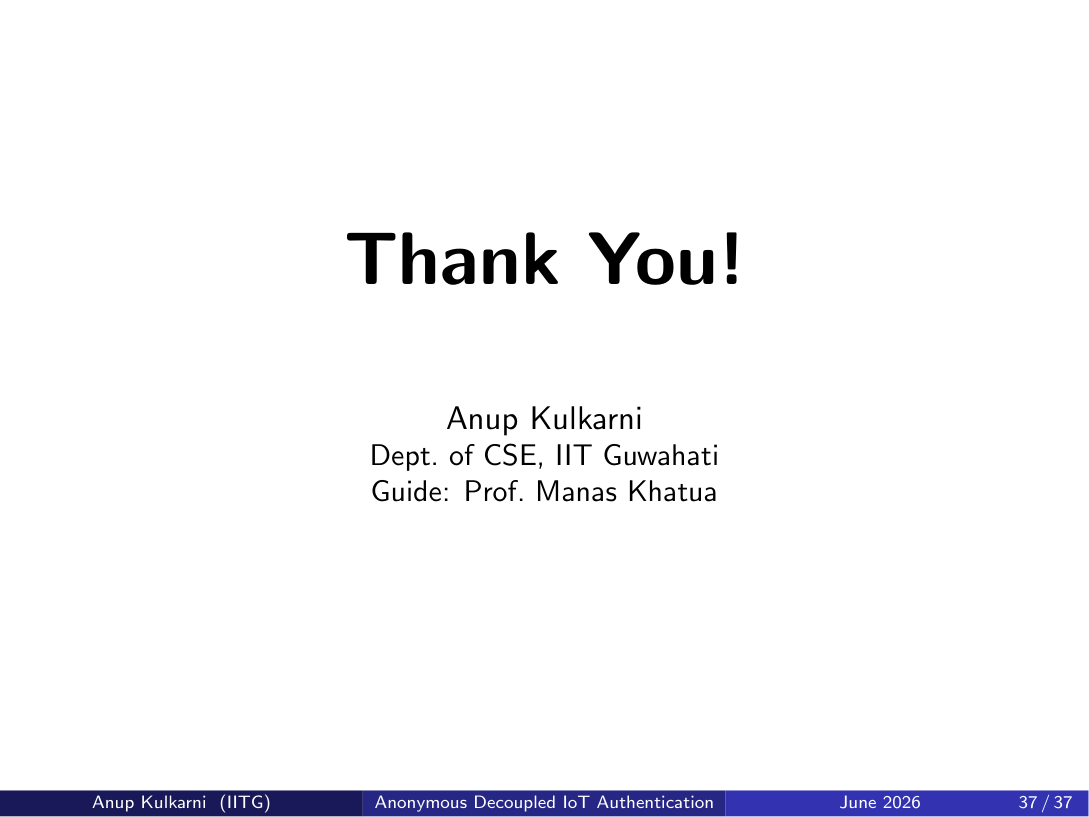 Thank You!
Anup Kulkarni
Dept. of CSE, IIT Guwahati
Guide: Prof. Manas Khatua
Anup Kulkarni (IITG) Anonymous Decoupled IoT Authentication June 2026 37 / 37